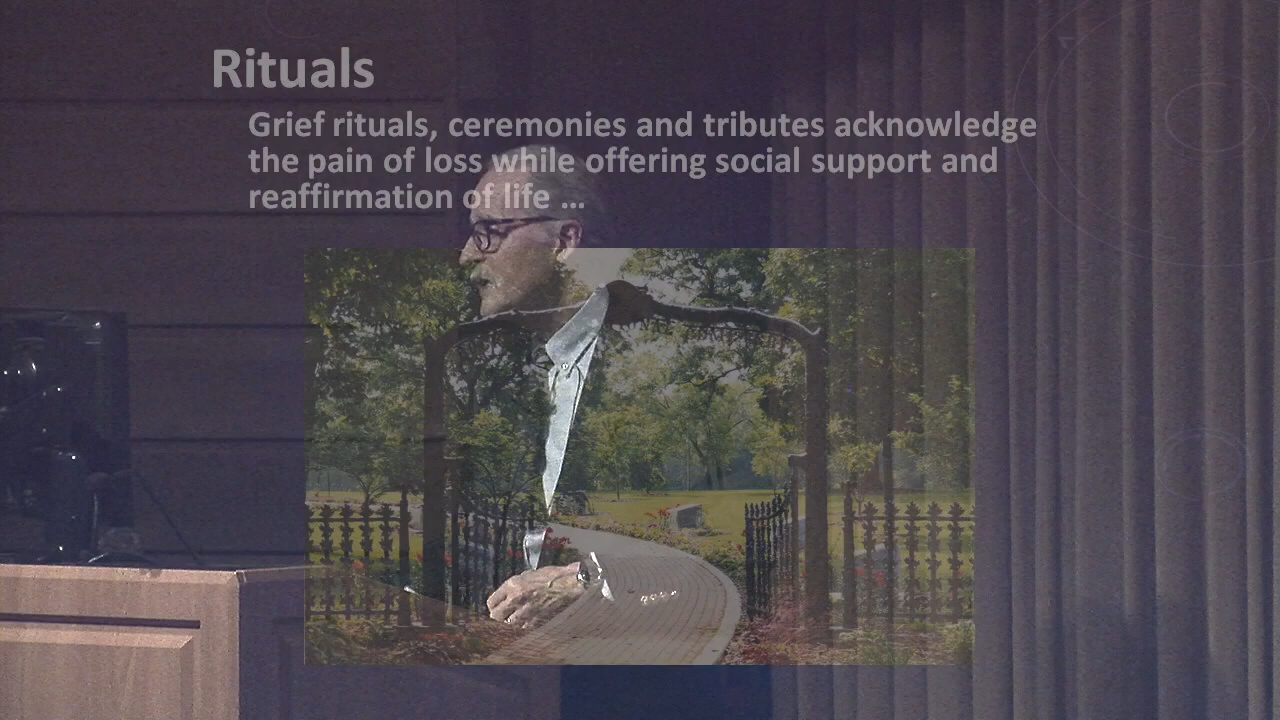 Rituals
Grief rituals, ceremonies and tributes acknowledge
the pain of loss while offering social support and
reaffirmation of life ...